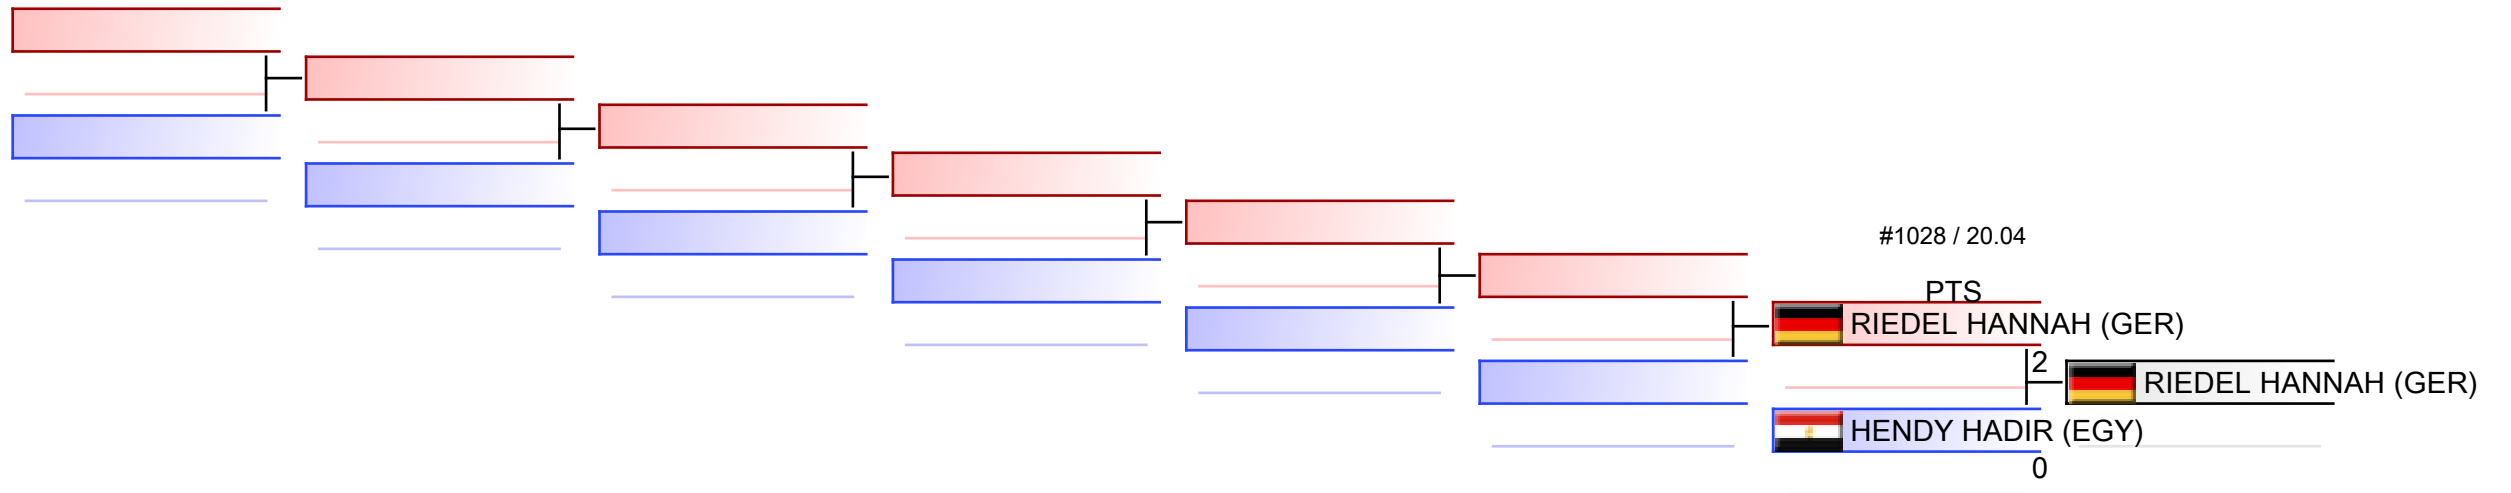 #1028 / 20.04
PTS
RIEDEL HANNAH (GER)
2
RIEDEL HANNAH (GER)
HENDY HADIR (EGY)
0